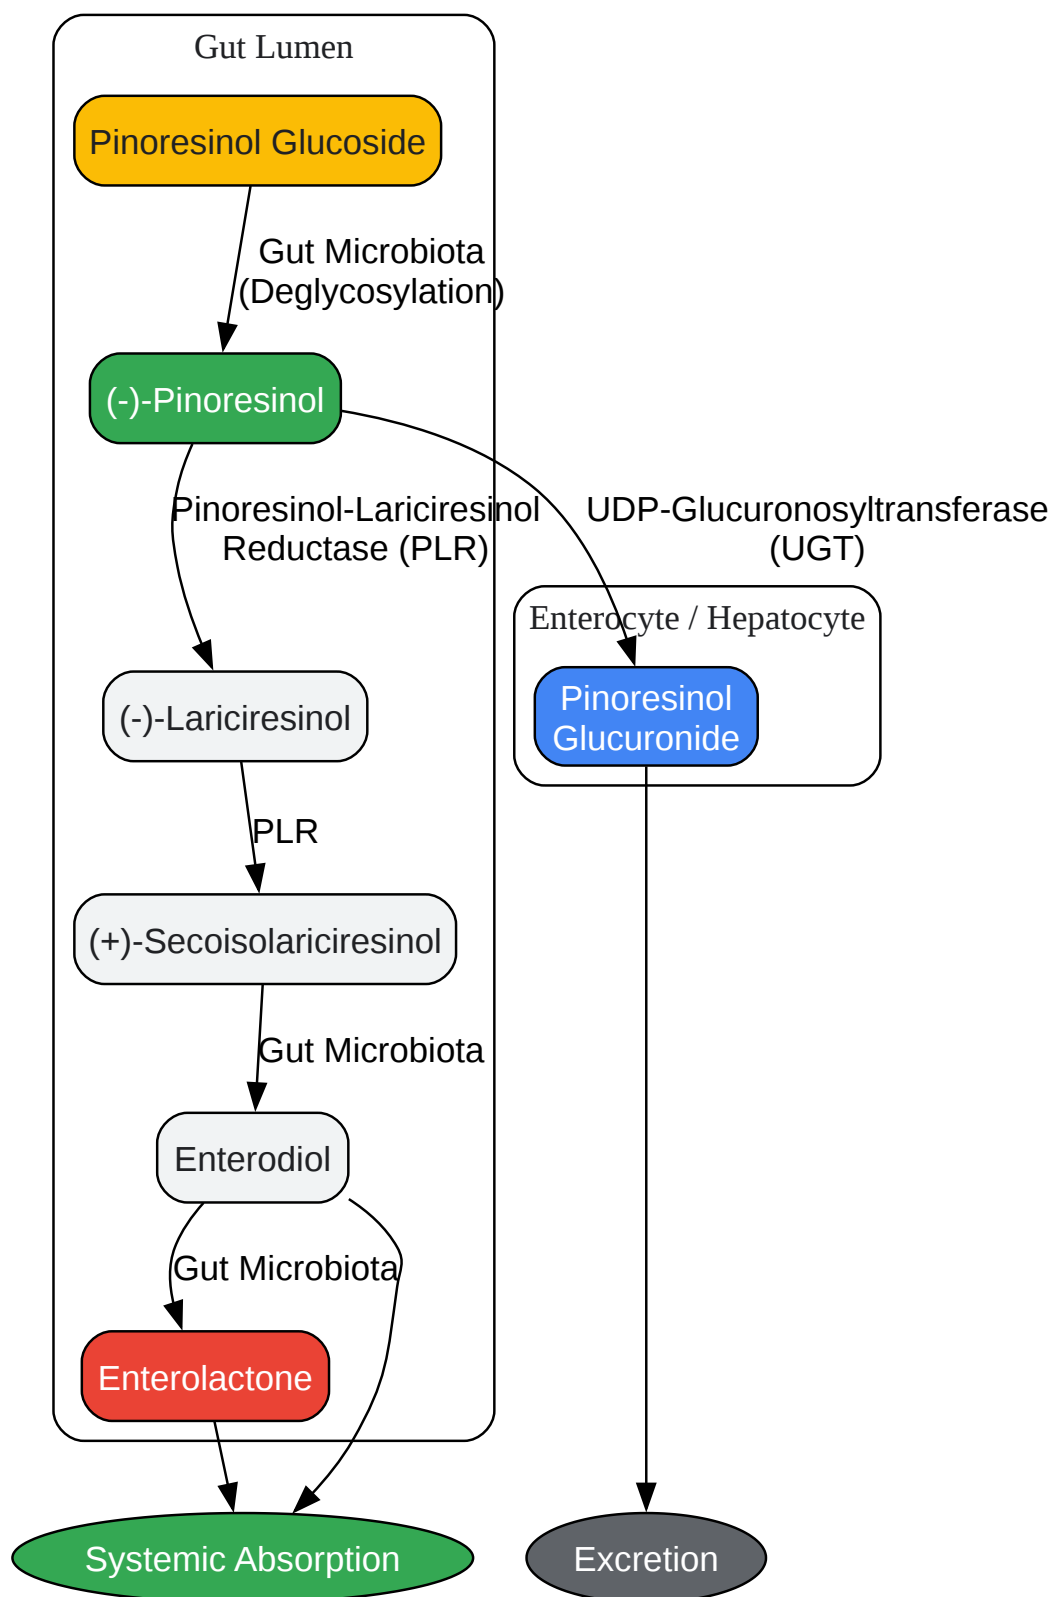 Gut Lumen
Pinoresinol Glucoside
Gut Microbiota
(Deglycosylation)
(-)-Pinoresinol
Pinoresinol-Lariciresinol
Reductase (PLR)
UDP-Glucuronosyltransferase
(UGT)
Enterocyte / Hepatocyte
Pinoresinol
Glucuronide
(-)-Lariciresinol
PLR
(+)-Secoisolariciresinol
Gut Microbiota
Enterodiol
Gut Microbiota
Enterolactone
Systemic Absorption
Excretion